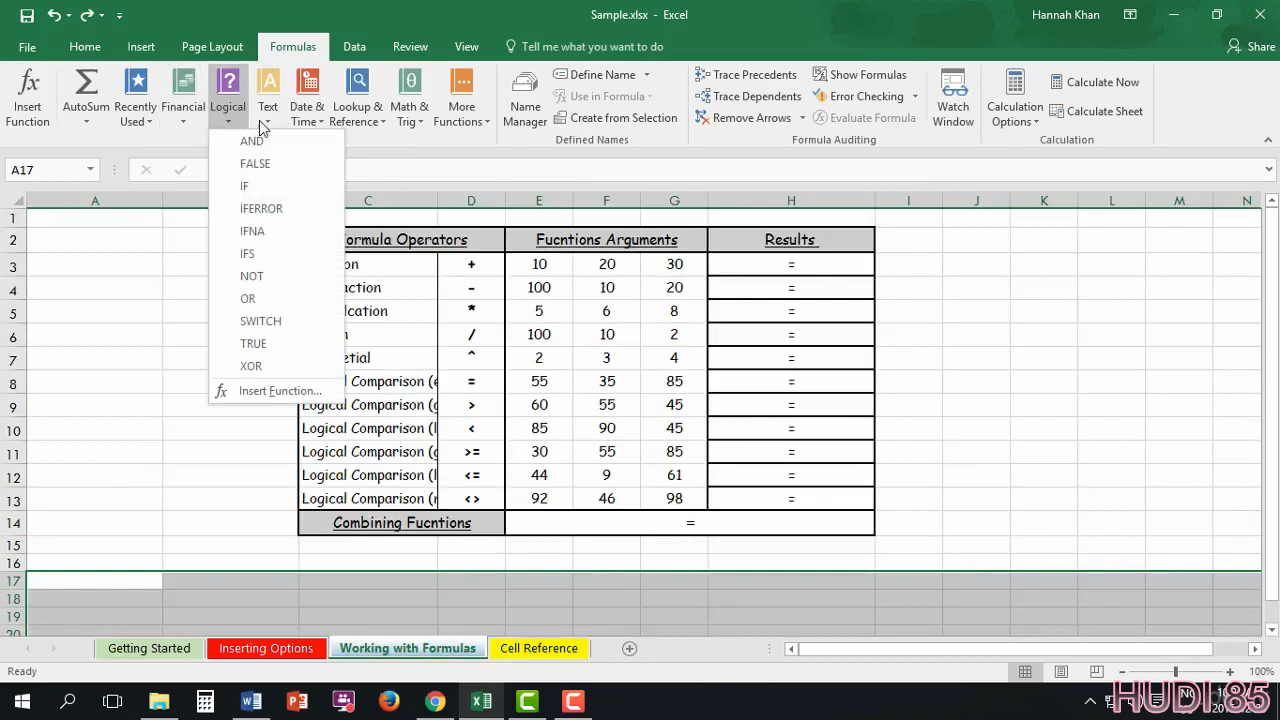 Sample.xlsx - Excel
Hannah Khan
File Home Insert Page Layout Formulas Data Review View Tell me what you want to do Share
Insert Function
AutoSum
Recently Used
Financial
Logical
Text
Date & Time
Lookup & Reference
Math & Trig
More Functions
Name Manager
Define Name
Use in Formula
Create from Selection
Defined Names
Trace Precedents
Trace Dependents
Remove Arrows
Show Formulas
Error Checking
Evaluate Formula
Formula Auditing
Watch Window
Calculation Options
Calculate Now
Calculate Sheet
A17
AND
FALSE
IF
IFERROR
IFNA
IFS
NOT
OR
SWITCH
TRUE
XOR
fx Insert Function...
A C D E F G H I J K L M N
1
2 ormula Operators Fucntions Arguments Results
3 on + 10 20 30 =
4 action - 100 10 20 =
5 lication * 5 6 8 =
6 n / 100 10 2 =
7 etial ^ 2 3 4 =
8 l Comparison (e = 55 35 85 =
9 Logical Comparison (g > 60 55 45 =
10 Logical Comparison (l < 85 90 45 =
11 Logical Comparison (g >= 30 55 85 =
12 Logical Comparison (l <= 44 9 61 =
13 Logical Comparison (n <> 92 46 98 =
14 Combining Fucntions =
15
16
17
18
19
20
Getting Started Inserting Options Working with Formulas Cell Reference
Ready
100%
HUDI 85